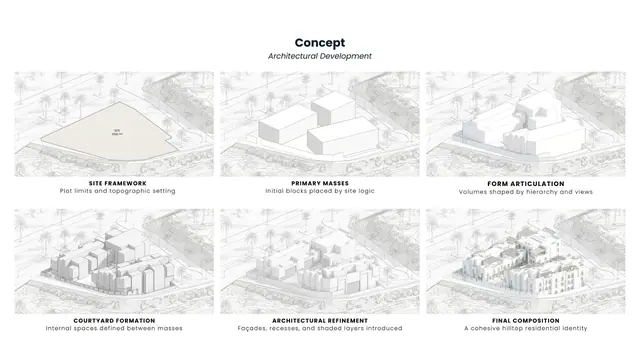 Concept
Architectural Development
SITE FRAMEWORK
Plot limits and topographic setting
PRIMARY MASSES
Initial blocks placed by site logic
FORM ARTICULATION
Volumes shaped by hierarchy and views
COURTYARD FORMATION
Internal spaces defined between masses
ARCHITECTURAL REFINEMENT
Façades, recesses, and shaded layers introduced
FINAL COMPOSITION
A cohesive hilltop residential identity